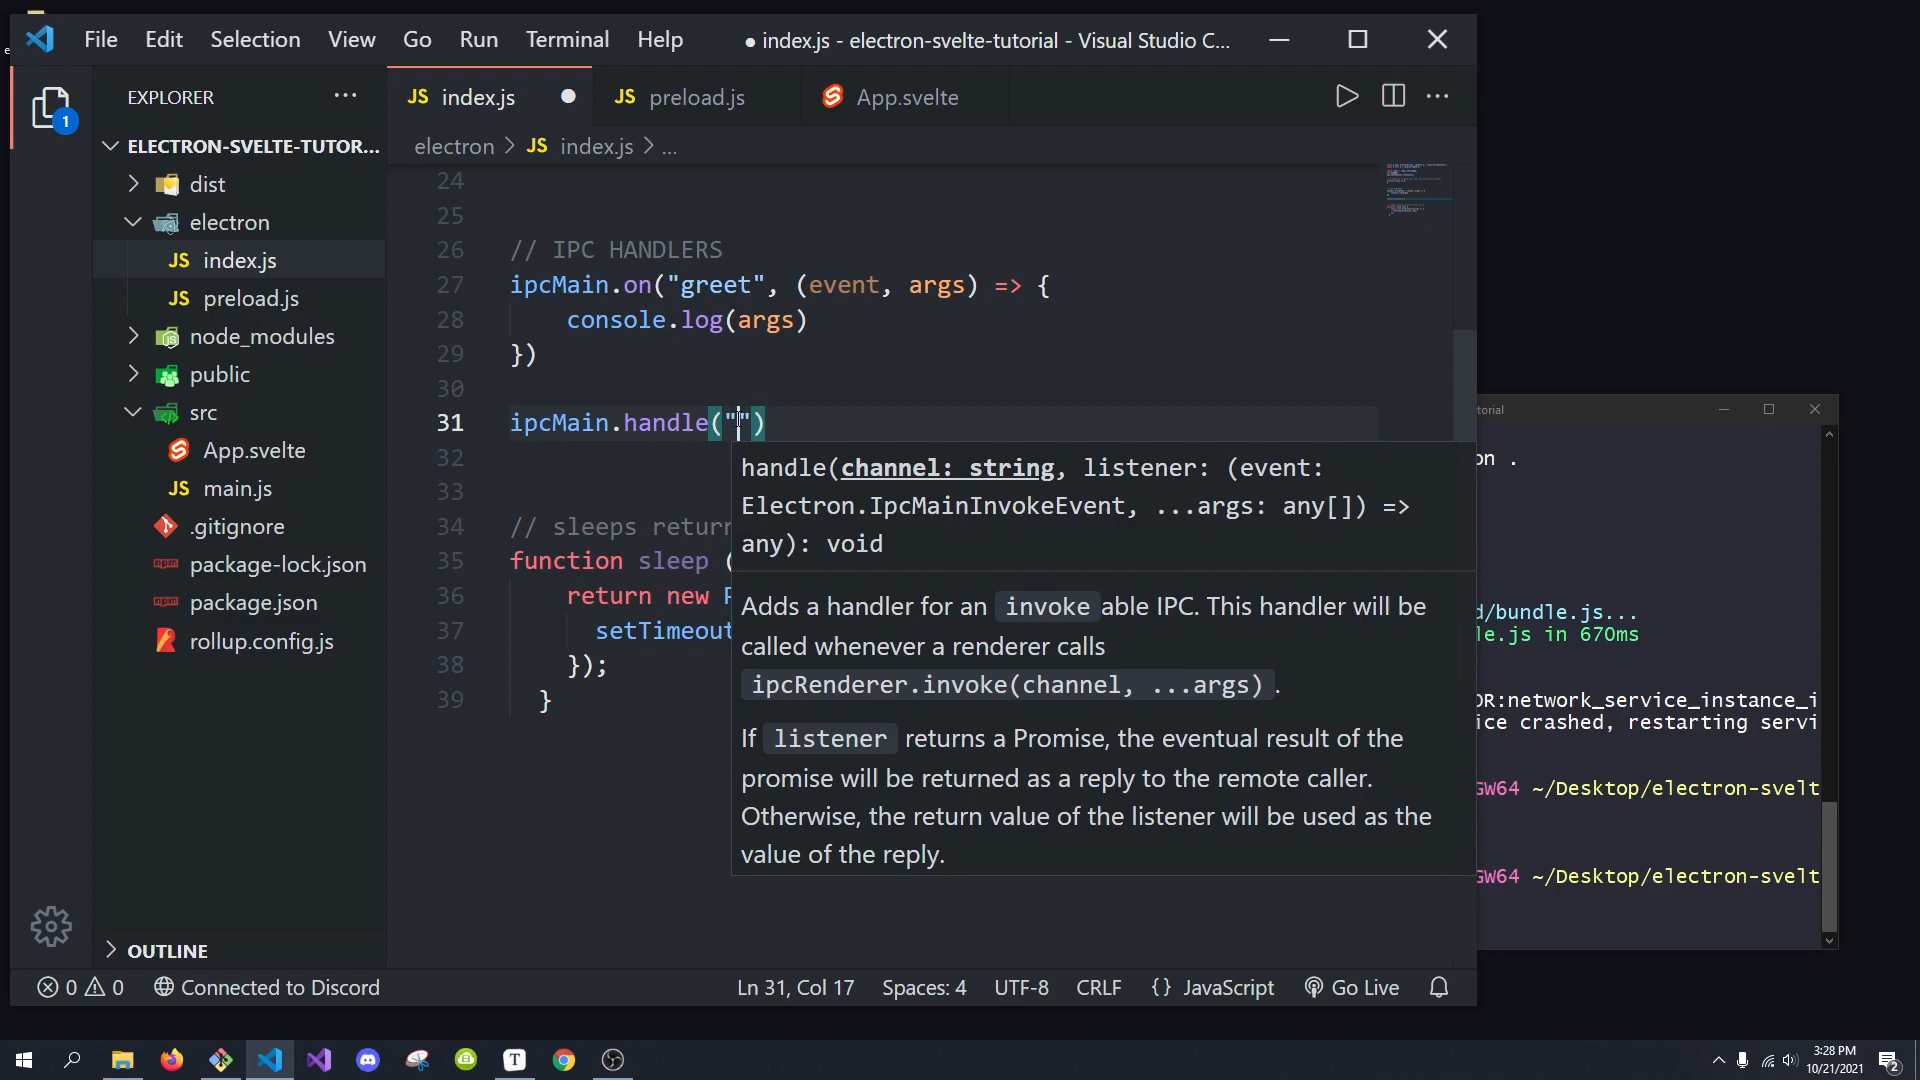 File Edit Selection View Go Run Terminal Help
● index.js - electron-svelte-tutorial - Visual Studio C...
EXPLORER
JS index.js
JS preload.js
App.svelte
electron > JS index.js > ...
1
ELECTRON-SVELTE-TUTOR...
dist
electron
JS index.js
JS preload.js
node_modules
public
src
App.svelte
JS main.js
.gitignore
package-lock.json
package.json
rollup.config.js
OUTLINE
24
25
26 // IPC HANDLERS
27 ipcMain.on("greet", (event, args) => {
28 console.log(args)
29 })
30
31 ipcMain.handle("")
32
33
34 // sleeps return
35 function sleep (
36 return new P
37 setTimeout
38 });
39 }
handle(channel: string, listener: (event:
Electron.IpcMainInvokeEvent, ...args: any[]) =>
any): void
Adds a handler for an invoke able IPC. This handler will be
called whenever a renderer calls
ipcRenderer.invoke(channel, ...args) .
If listener returns a Promise, the eventual result of the
promise will be returned as a reply to the remote caller.
Otherwise, the return value of the listener will be used as the
value of the reply.
torial
on .
d/bundle.js...
le.js in 670ms
OR:network_service_instance_i
ice crashed, restarting servi
GW64 ~/Desktop/electron-svelt
GW64 ~/Desktop/electron-svelt
0 0 Connected to Discord
Ln 31, Col 17 Spaces: 4 UTF-8 CRLF {} JavaScript Go Live
T
3:28 PM
10/21/2021
2